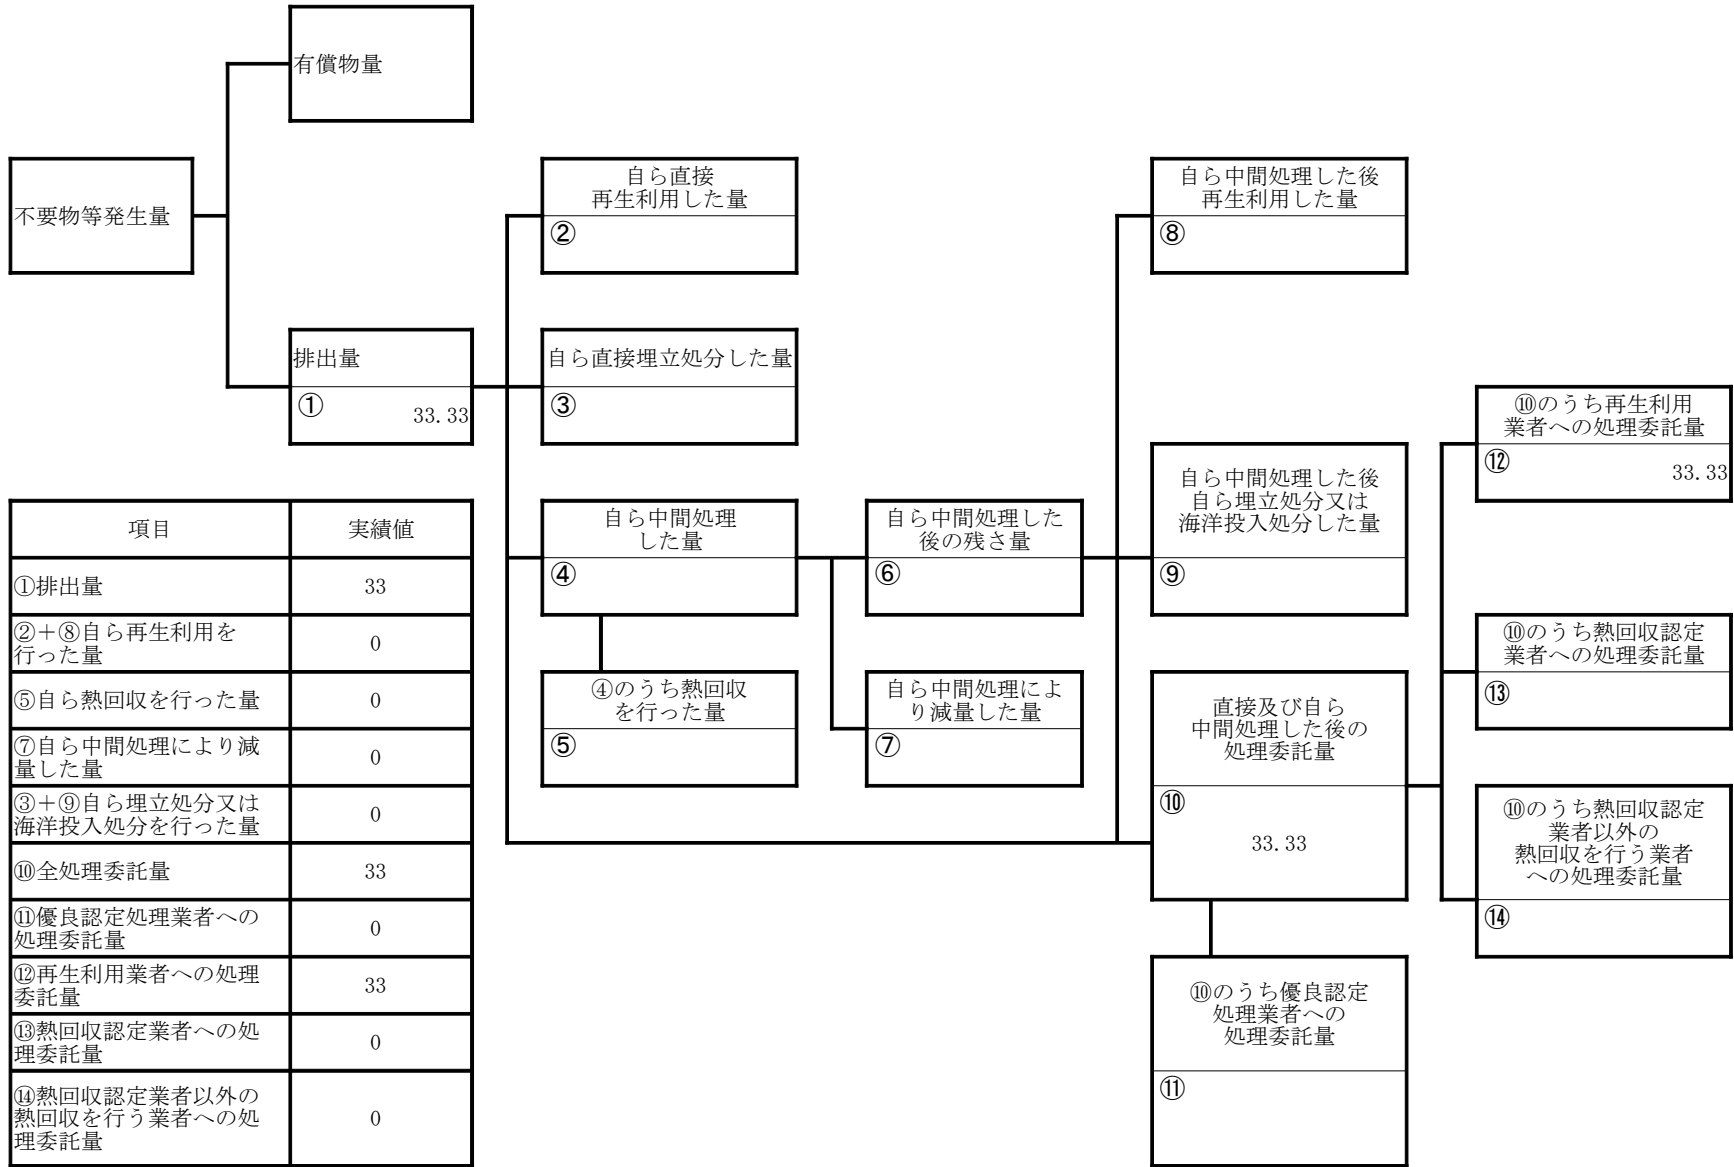 有償物量
不要物等発生量
自ら直接
再生利用した量
②
自ら中間処理した後
再生利用した量
⑧
排出量
① 33.33
自ら直接埋立処分した量
③
⑩のうち再生利用
業者への処理委託量
⑫ 33.33
自ら中間処理
した量
④
自ら中間処理した
後の残さ量
⑥
自ら中間処理した後
自ら埋立処分又は
海洋投入処分した量
⑨
⑩のうち熱回収認定
業者への処理委託量
⑬
④のうち熱回収
を行った量
⑤
自ら中間処理によ
り減量した量
⑦
直接及び自ら
中間処理した後の
処理委託量
⑩
33.33
⑩のうち熱回収認定
業者以外の
熱回収を行う業者
への処理委託量
⑭
⑩のうち優良認定
処理業者への
処理委託量
⑪
項目 実績値
①排出量 33
②＋⑧自ら再生利用を
行った量 0
⑤自ら熱回収を行った量 0
⑦自ら中間処理により減
量した量 0
③＋⑨自ら埋立処分又は
海洋投入処分を行った量 0
⑩全処理委託量 33
⑪優良認定処理業者への
処理委託量 0
⑫再生利用業者への処理
委託量 33
⑬熱回収認定業者への処
理委託量 0
⑭熱回収認定業者以外の
熱回収を行う業者への処
理委託量 0